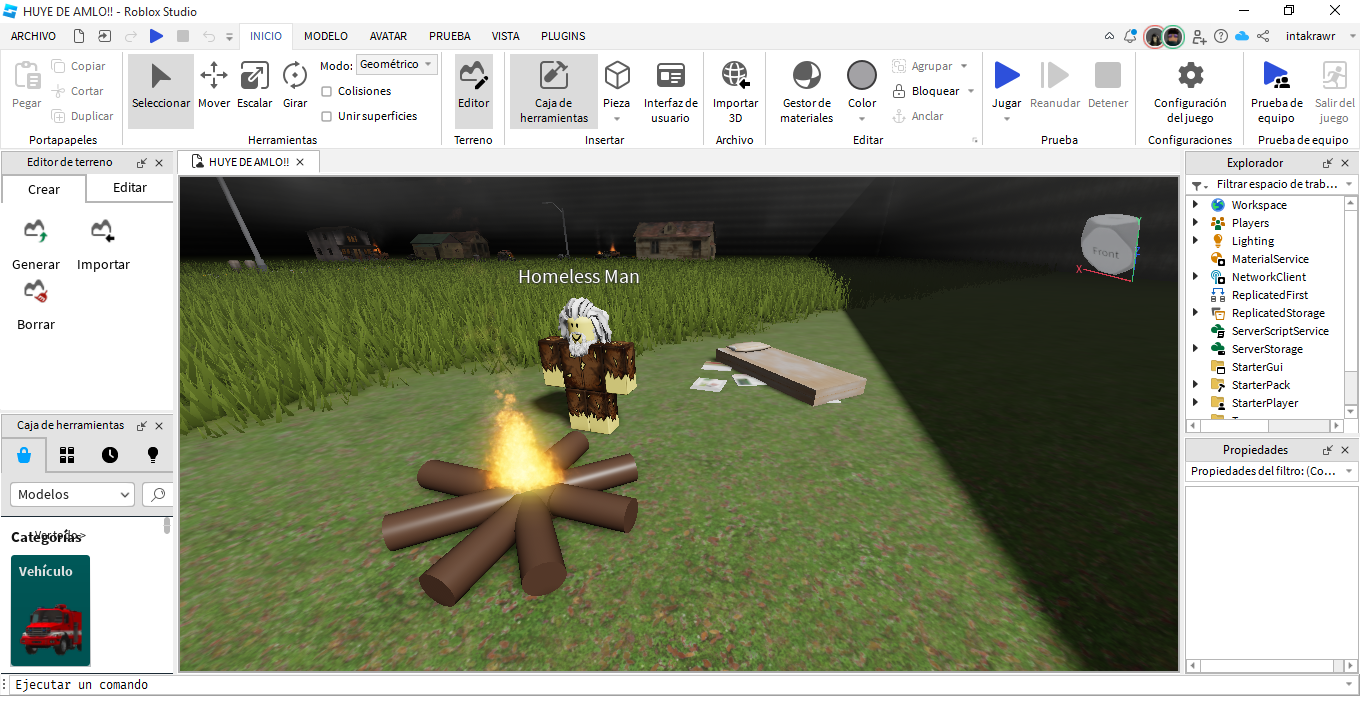 HUYE DE AMLO!! - Roblox Studio
ARCHIVO INICIO MODELO AVATAR PRUEBA VISTA PLUGINS intakrawr
Pegar
Copiar
Cortar
Duplicar
Portapapeles
Seleccionar Mover Escalar Girar
Modo: Geométrico
Colisiones
Unir superficies
Herramientas
Editor
Terreno
Caja de herramientas
Pieza
Interfaz de usuario
Insertar
Importar 3D
Archivo
Gestor de materiales
Color
Agrupar
Bloquear
Anclar
Editar
Jugar Reanudar Detener
Prueba
Configuración del juego
Configuraciones
Prueba de equipo
Salir del juego
Prueba de equipo
Editor de terreno
Crear Editar
Generar Importar
Borrar
Caja de herramientas
Modelos
Categorías
Vehículo
HUYE DE AMLO!!
Homeless Man
Front
X
Explorador
Filtrar espacio de trab...
Workspace
Players
Lighting
MaterialService
NetworkClient
ReplicatedFirst
ReplicatedStorage
ServerScriptService
ServerStorage
StarterGui
StarterPack
StarterPlayer
Propiedades
Propiedades del filtro: (Co...
Ejecutar un comando